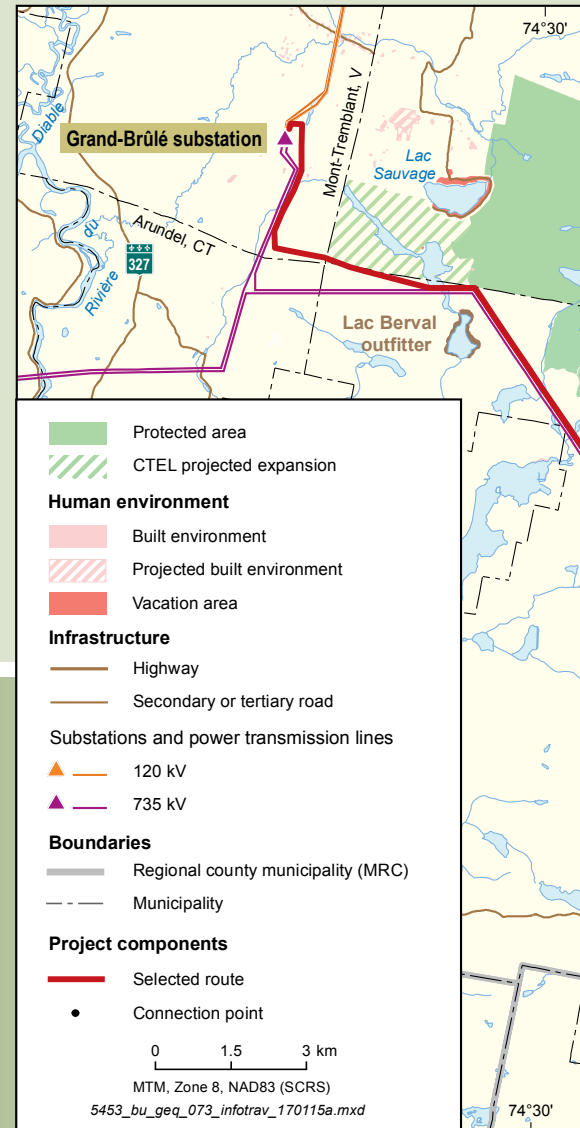 74°30'
Diable
Grand-Brûlé substation
Mont-Tremblant, V
Lac
Sauvage
Arundel, CT
du
Rivière
327
Lac Berval
outfitter
Protected area
CTEL projected expansion
Human environment
Built environment
Projected built environment
Vacation area
Infrastructure
Highway
Secondary or tertiary road
Substations and power transmission lines
120 kV
735 kV
Boundaries
Regional county municipality (MRC)
Municipality
Project components
Selected route
Connection point
0 1.5 3 km
MTM, Zone 8, NAD83 (SCRS)
5453_bu_geq_073_infotrav_170115a.mxd
74°30'